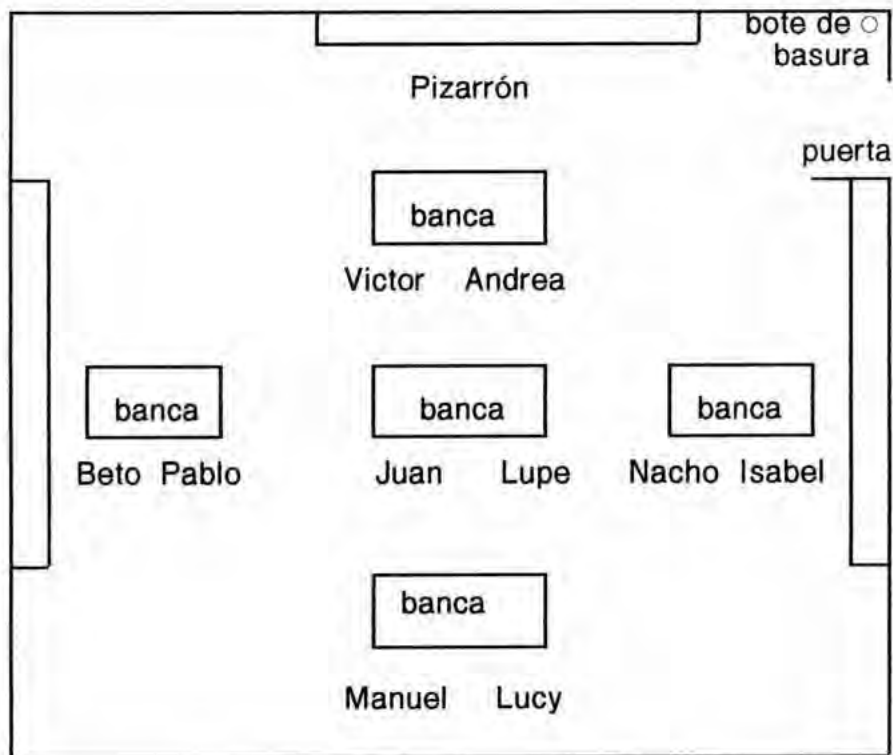 bote de
basura
Pizarrón
puerta
banca
Victor Andrea
banca banca banca
Beto Pablo Juan Lupe Nacho Isabel
banca
Manuel Lucy